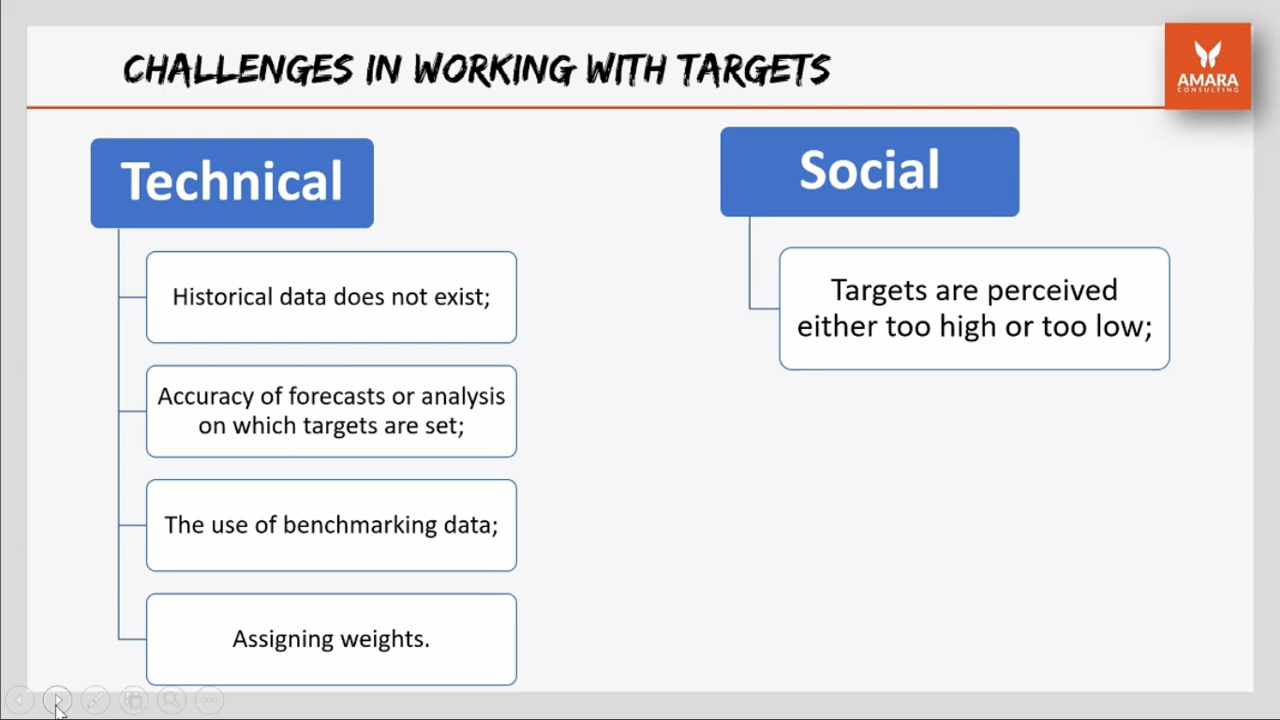 CHALLENGES IN WORKING WITH TARGETS
AMARA
CONSULTING
Technical
Historical data does not exist;
Accuracy of forecasts or analysis
on which targets are set;
The use of benchmarking data;
Assigning weights.
Social
Targets are perceived
either too high or too low;